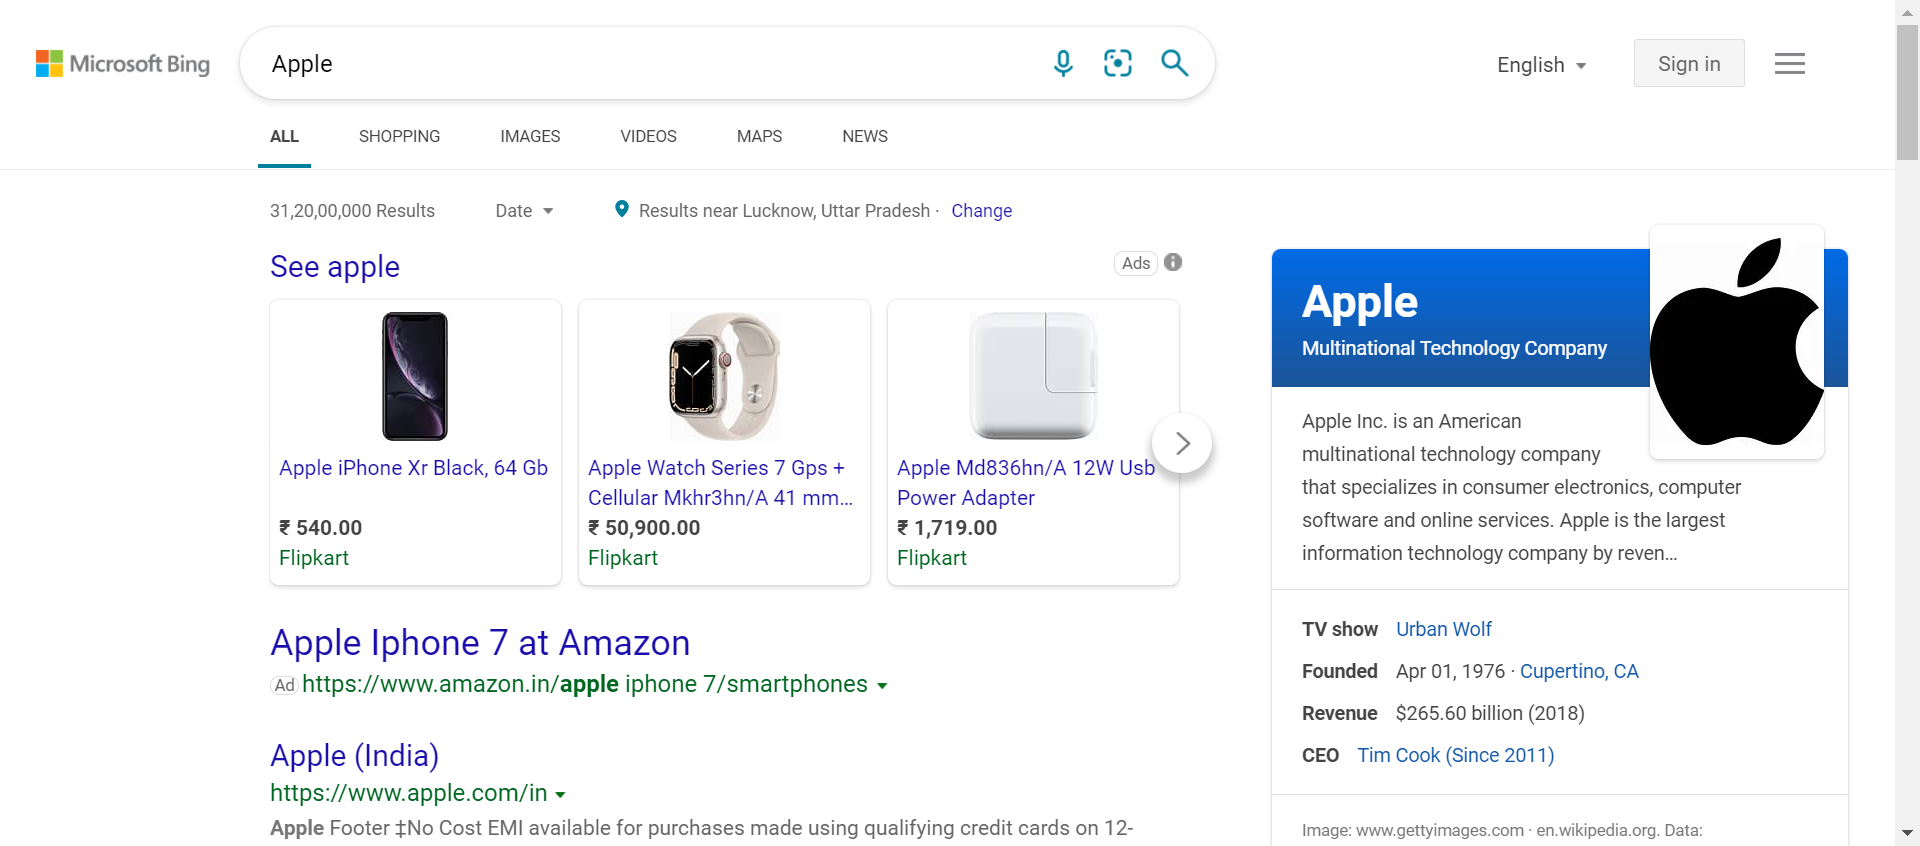 Microsoft Bing
Apple
English
Sign in
ALL
SHOPPING
IMAGES
VIDEOS
MAPS
NEWS
31,20,00,000 Results
Date
Results near Lucknow, Uttar Pradesh ·
Change
See apple
Ads
Apple iPhone Xr Black, 64 Gb
₹ 540.00
Flipkart
Apple Watch Series 7 Gps +
Cellular Mkhr3hn/A 41 mm...
₹ 50,900.00
Flipkart
Apple Md836hn/A 12W Usb
Power Adapter
₹ 1,719.00
Flipkart
Apple Iphone 7 at Amazon
Ad https://www.amazon.in/apple iphone 7/smartphones
Apple (India)
https://www.apple.com/in
Apple Footer ‡No Cost EMI available for purchases made using qualifying credit cards on 12-
Apple
Multinational Technology Company
Apple Inc. is an American
multinational technology company
that specializes in consumer electronics, computer
software and online services. Apple is the largest
information technology company by reven...
TV show Urban Wolf
Founded Apr 01, 1976 · Cupertino, CA
Revenue $265.60 billion (2018)
CEO Tim Cook (Since 2011)
Image: www.gettyimages.com · en.wikipedia.org. Data: